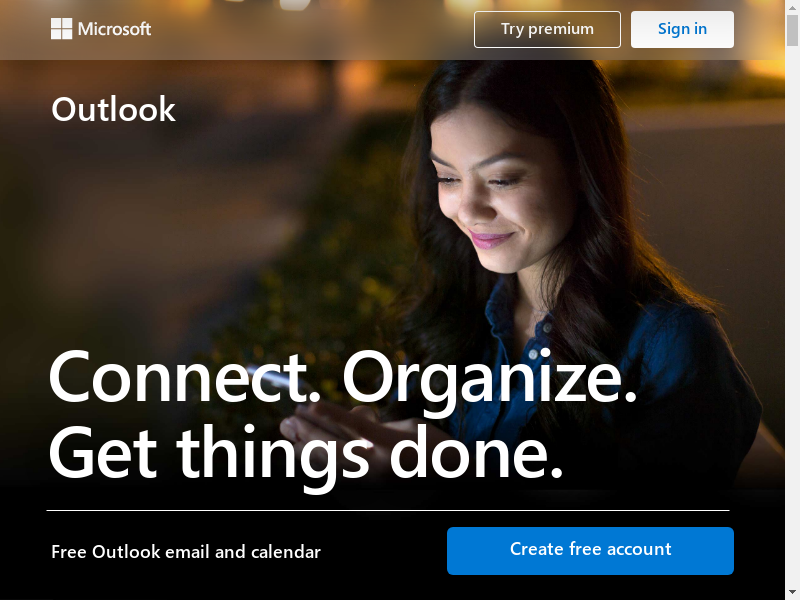 Microsoft
Try premium
Sign in
Outlook
Connect. Organize.
Get things done.
Free Outlook email and calendar
Create free account